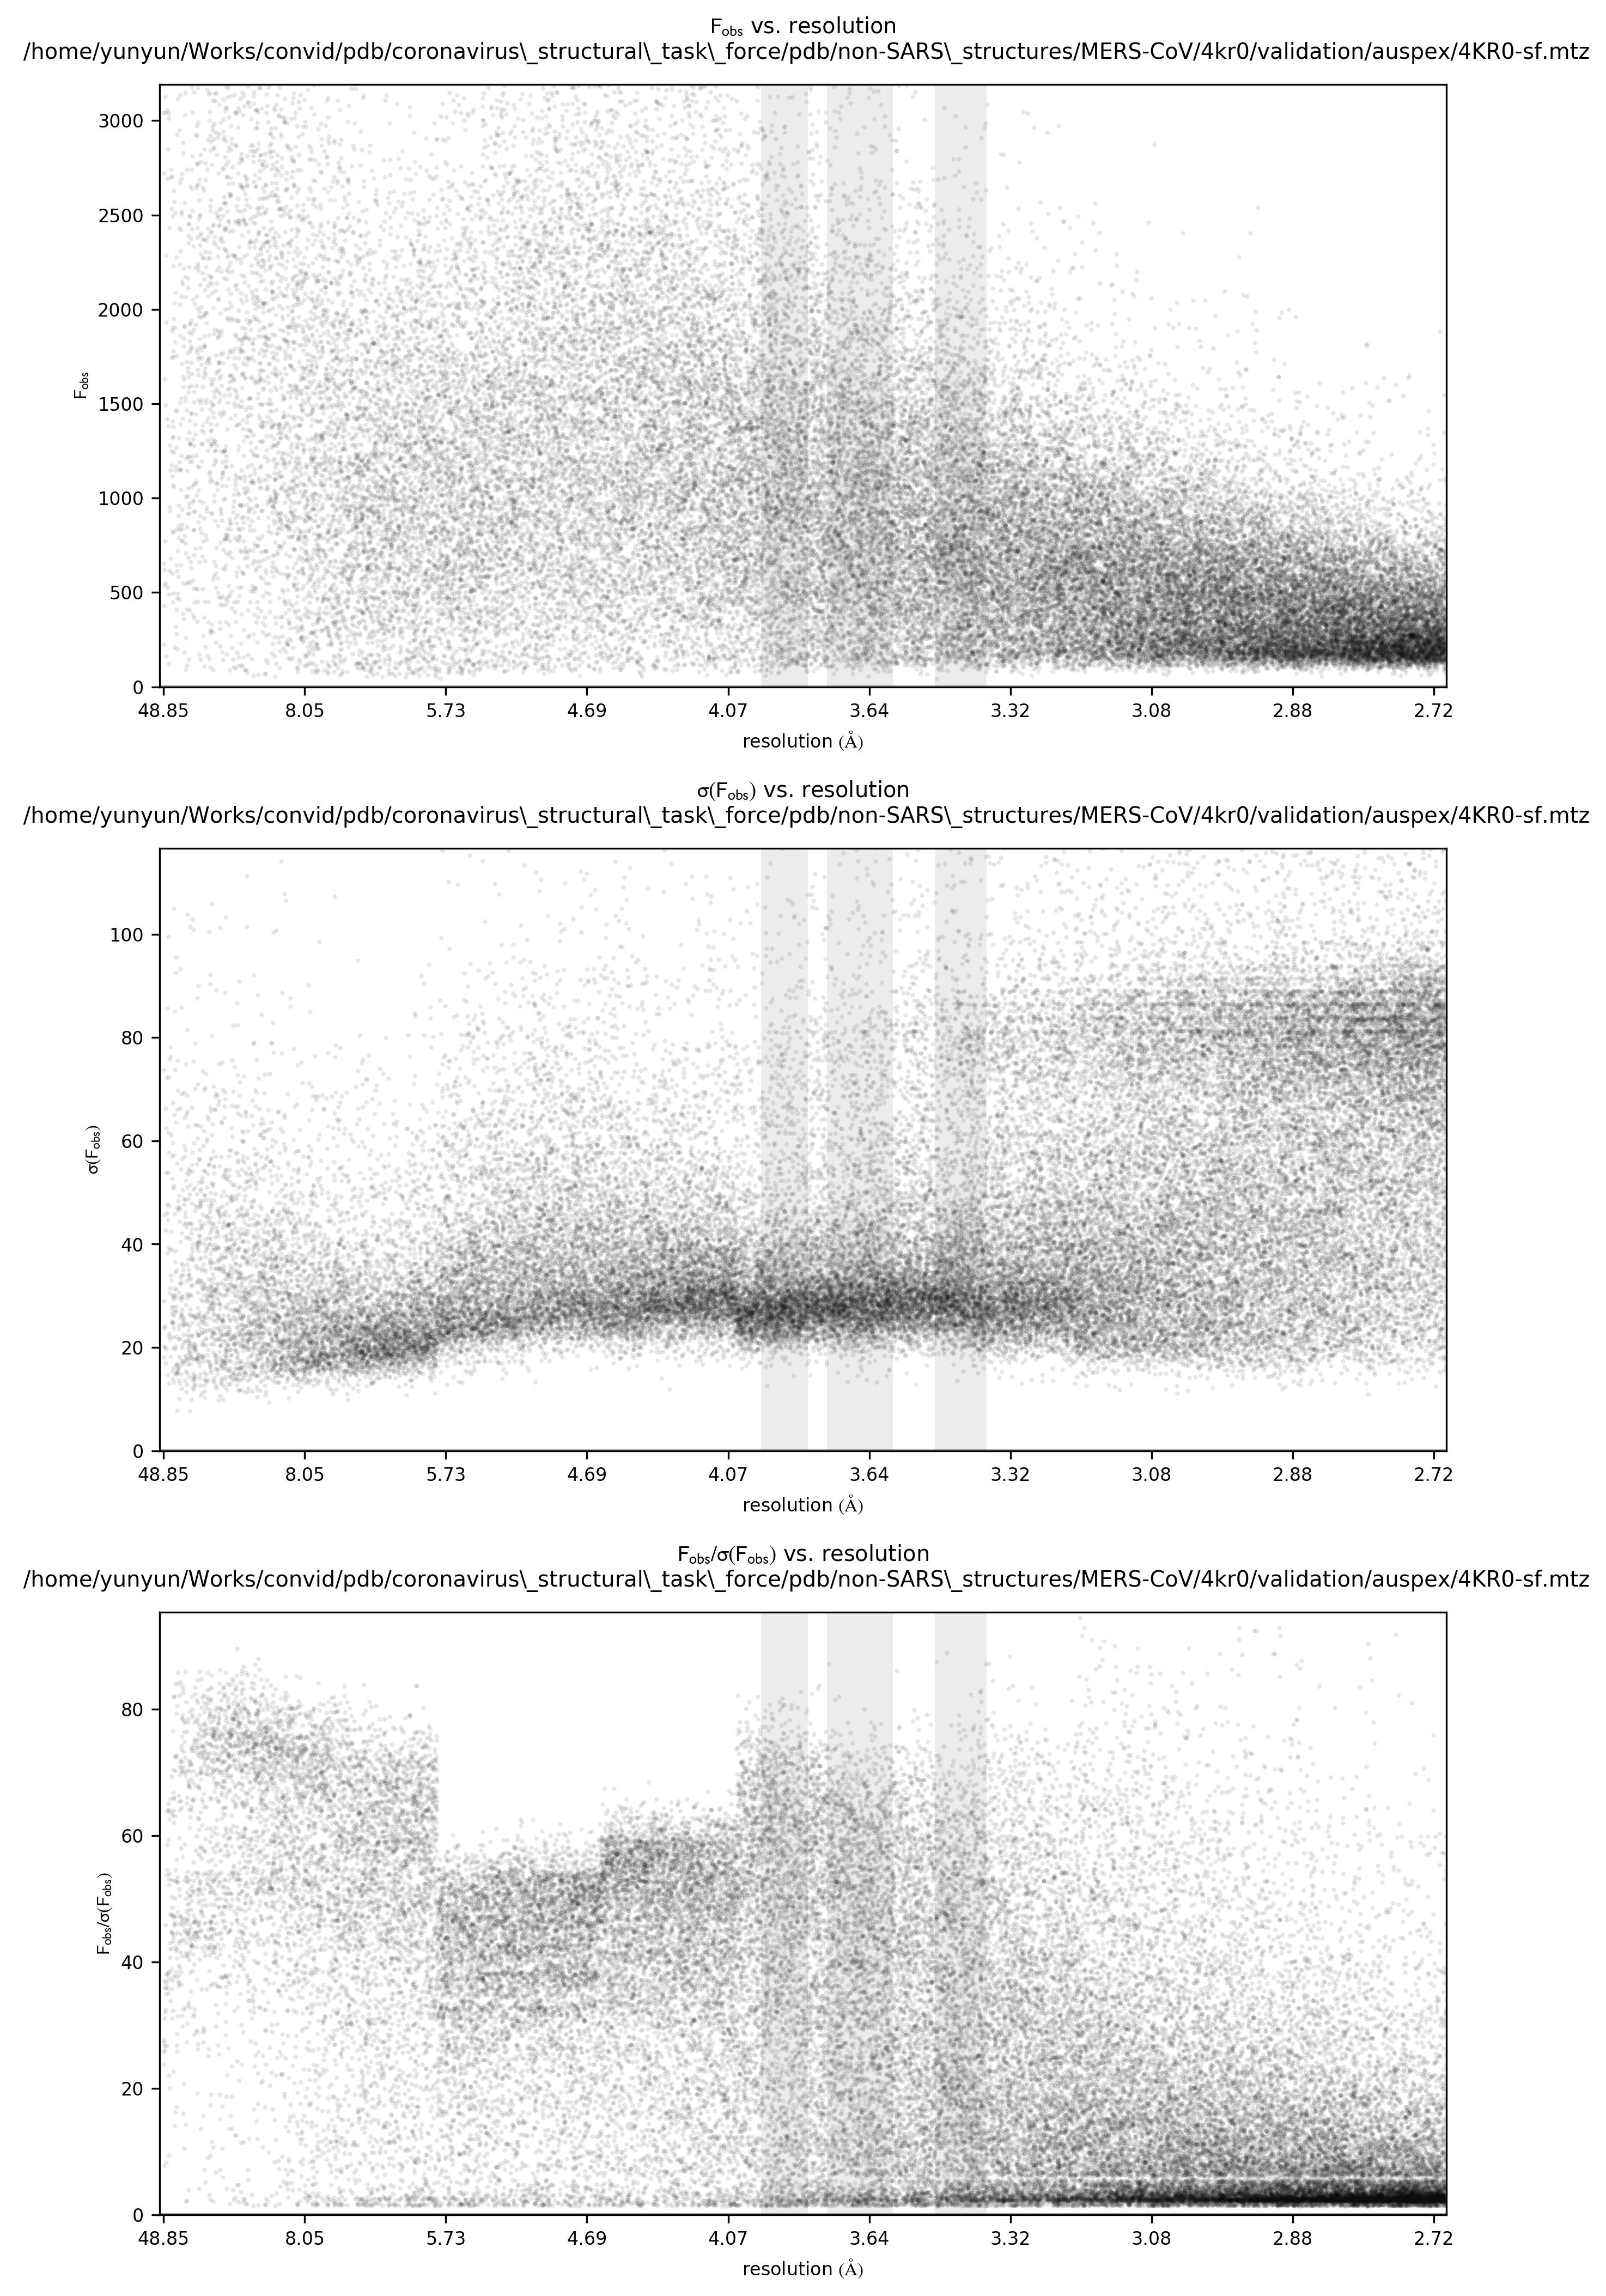 Fobs vs. resolution
/home/yunyun/Works/convid/pdb/coronavirus\_structural\_task\_force/pdb/non-SARS\_structures/MERS-CoV/4kr0/validation/auspex/4KR0-sf.mtz
3000
2500
2000
1500
1000
500
0
Fobs
48.85 8.05 5.73 4.69 4.07 3.64 3.32 3.08 2.88 2.72
resolution (Å)
σ(Fobs) vs. resolution
/home/yunyun/Works/convid/pdb/coronavirus\_structural\_task\_force/pdb/non-SARS\_structures/MERS-CoV/4kr0/validation/auspex/4KR0-sf.mtz
100
80
60
40
20
0
σ(Fobs)
48.85 8.05 5.73 4.69 4.07 3.64 3.32 3.08 2.88 2.72
resolution (Å)
Fobs/σ(Fobs) vs. resolution
/home/yunyun/Works/convid/pdb/coronavirus\_structural\_task\_force/pdb/non-SARS\_structures/MERS-CoV/4kr0/validation/auspex/4KR0-sf.mtz
80
60
40
20
0
Fobs/σ(Fobs)
48.85 8.05 5.73 4.69 4.07 3.64 3.32 3.08 2.88 2.72
resolution (Å)